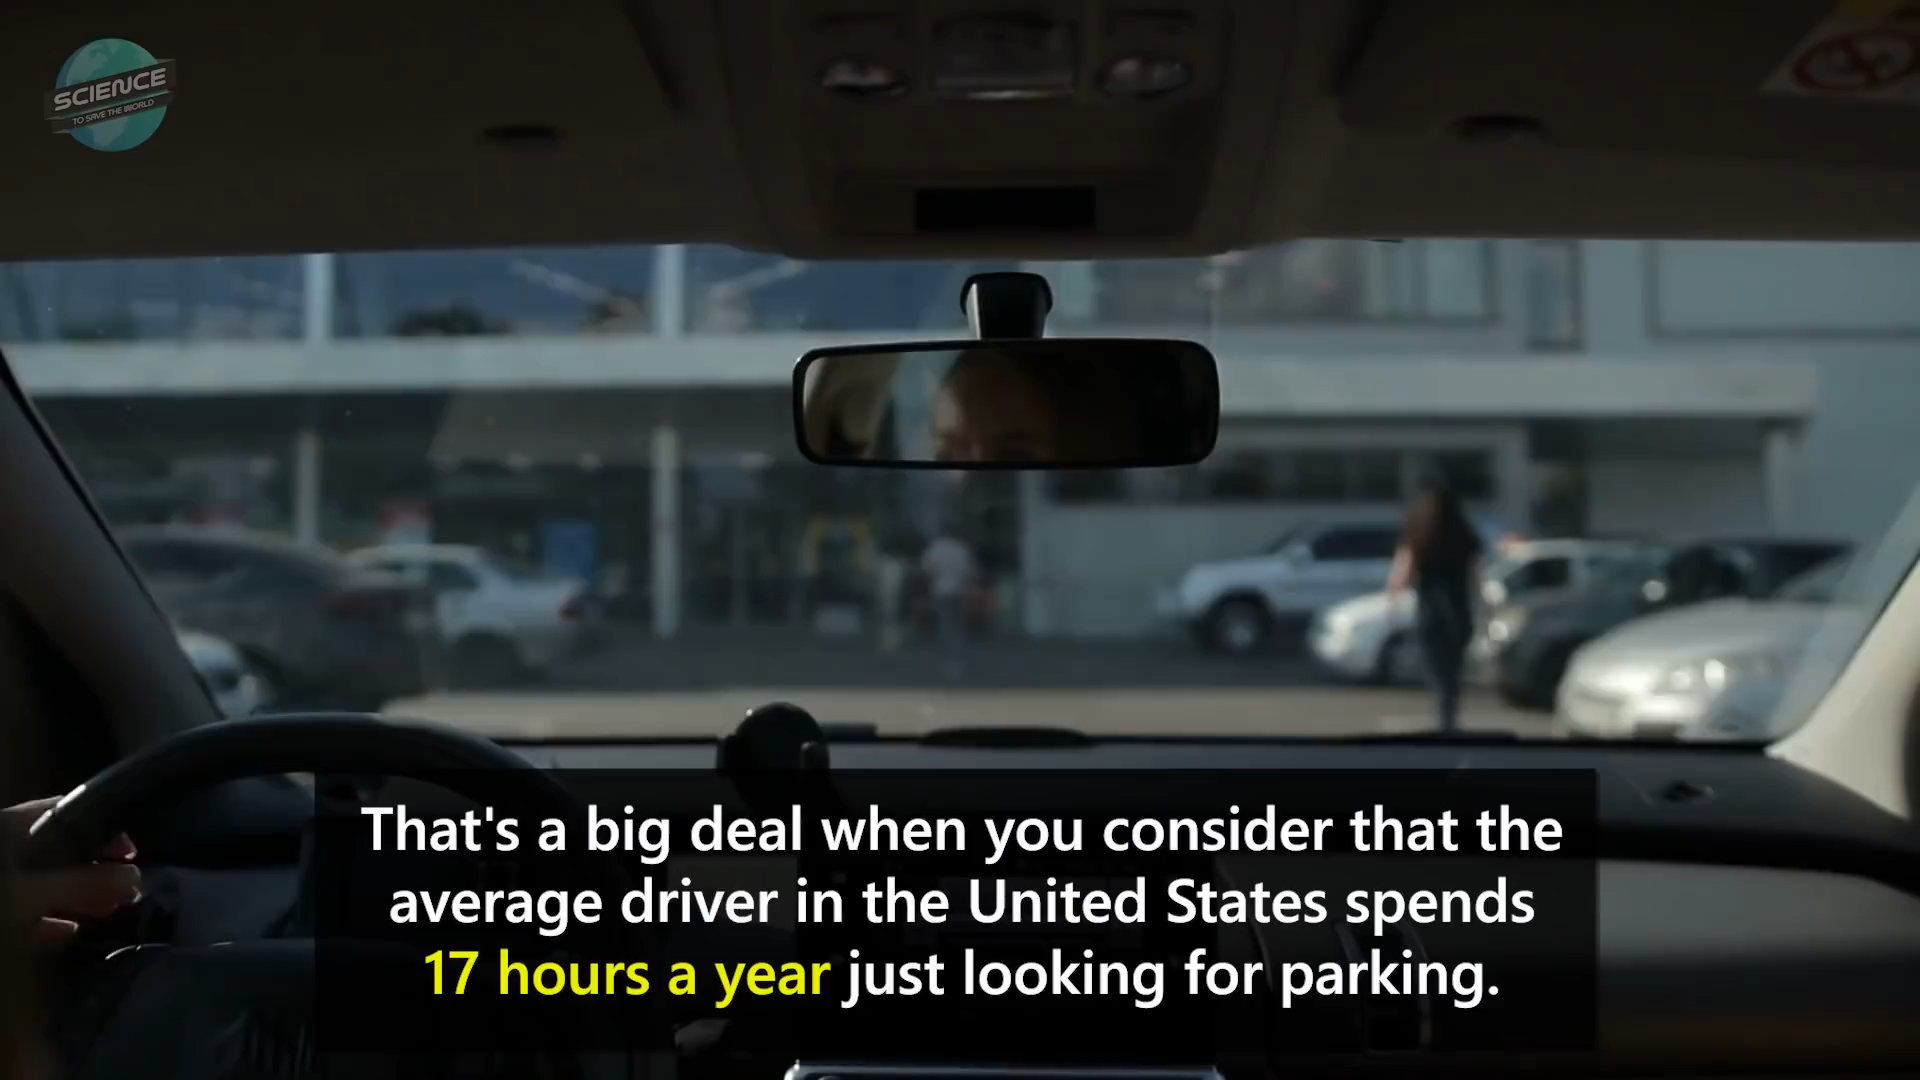 SCIENCE
TO SAVE THE WORLD
That's a big deal when you consider that the
average driver in the United States spends
17 hours a year just looking for parking.